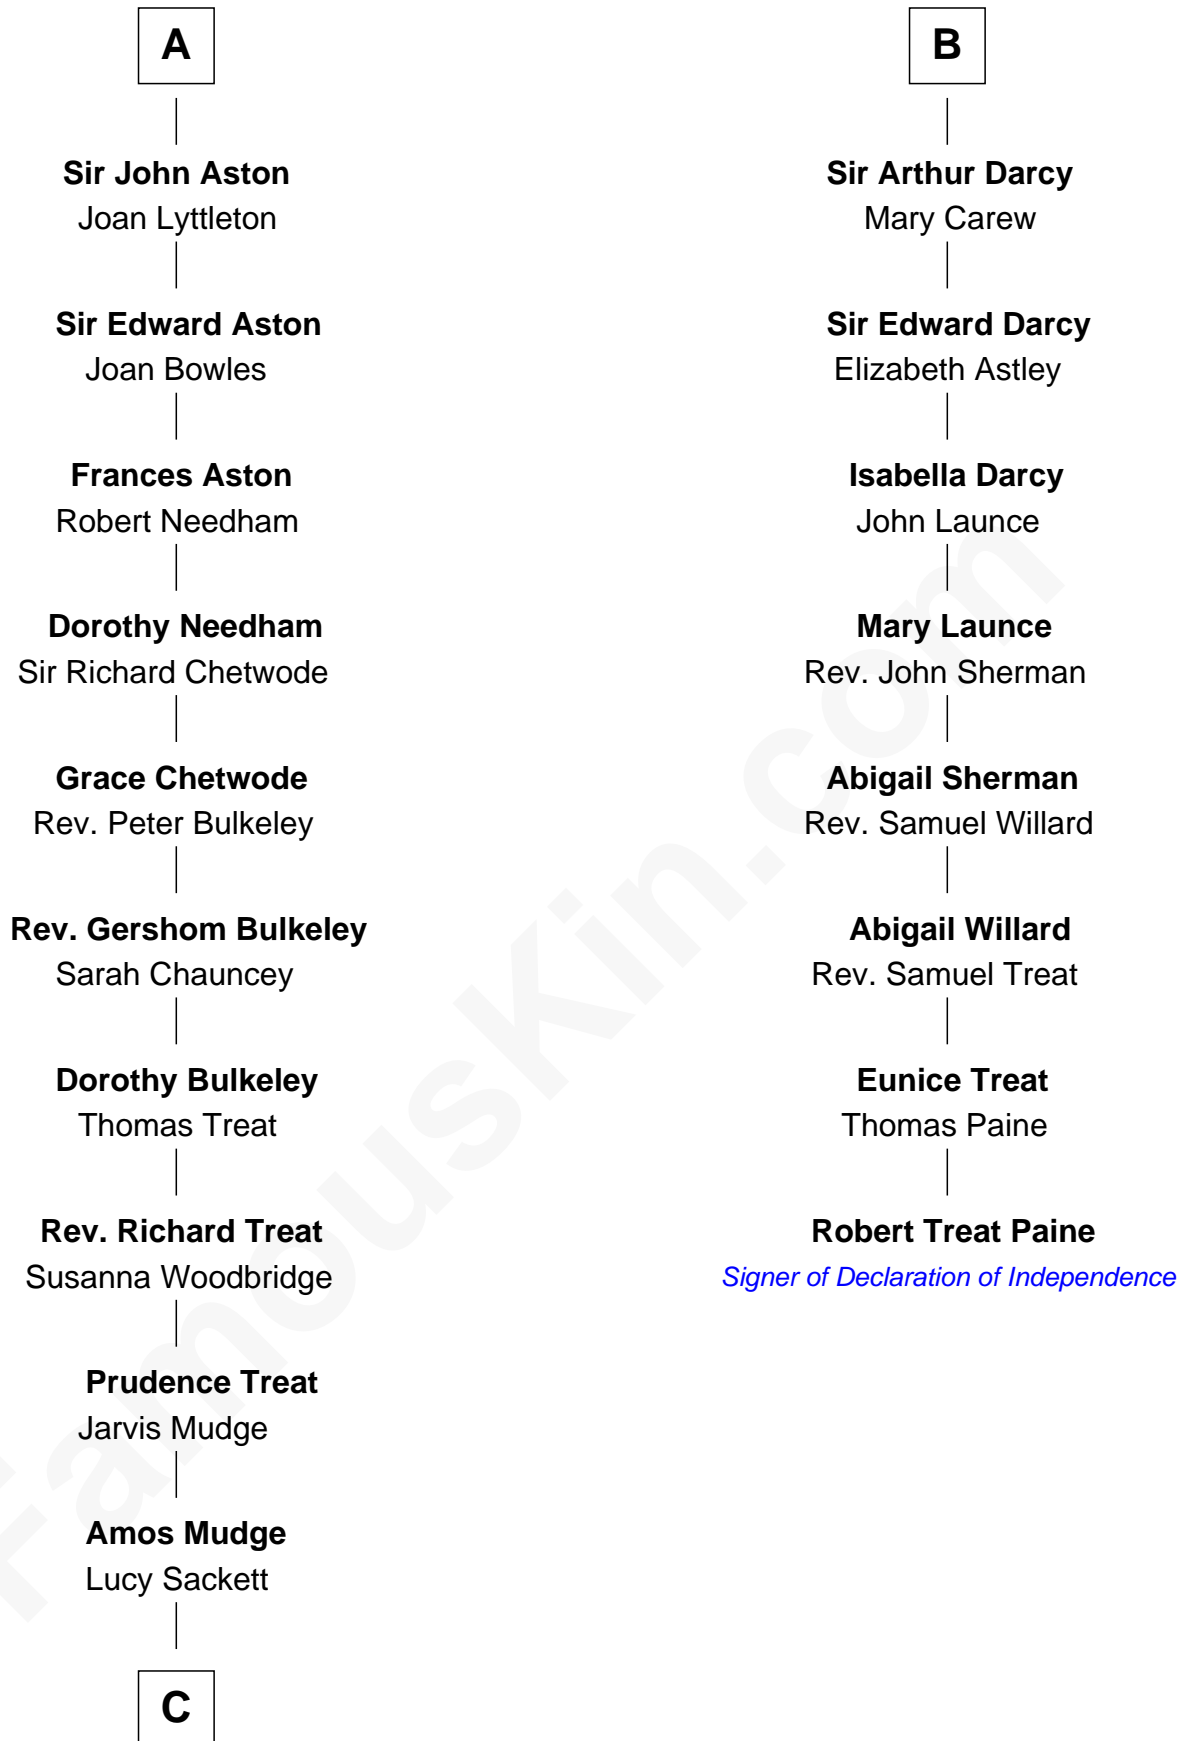 A
Sir John Aston
Joan Lyttleton
Sir Edward Aston
Joan Bowles
Frances Aston
Robert Needham
Dorothy Needham
Sir Richard Chetwode
Grace Chetwode
Rev. Peter Bulkeley
Rev. Gershom Bulkeley
Sarah Chauncey
Dorothy Bulkeley
Thomas Treat
Rev. Richard Treat
Susanna Woodbridge
Prudence Treat
Jarvis Mudge
Amos Mudge
Lucy Sackett
C
B
Sir Arthur Darcy
Mary Carew
Sir Edward Darcy
Elizabeth Astley
Isabella Darcy
John Launce
Mary Launce
Rev. John Sherman
Abigail Sherman
Rev. Samuel Willard
Abigail Willard
Rev. Samuel Treat
Eunice Treat
Thomas Paine
Robert Treat Paine
Signer of Declaration of Independence
FamousKin.com